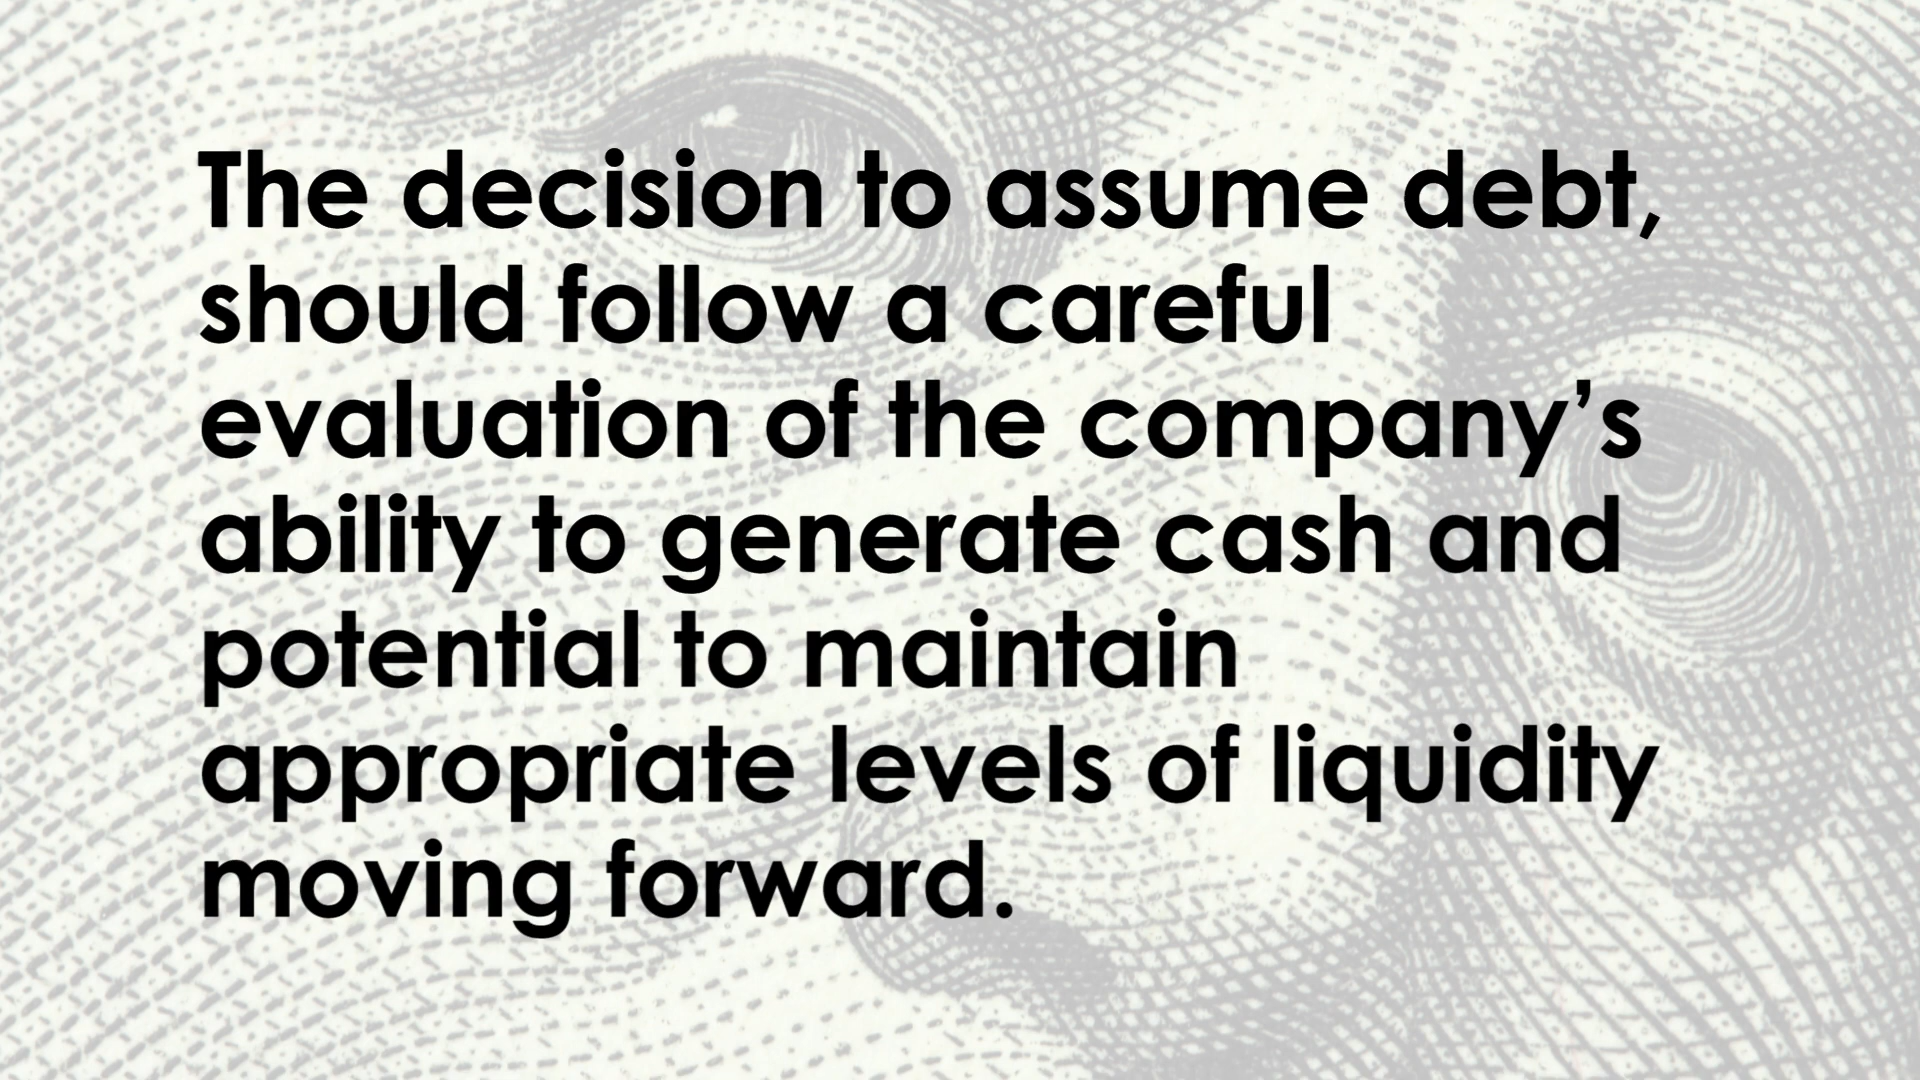 The decision to assume debt,
should follow a careful
evaluation of the company’s
ability to generate cash and
potential to maintain
appropriate levels of liquidity
moving forward.